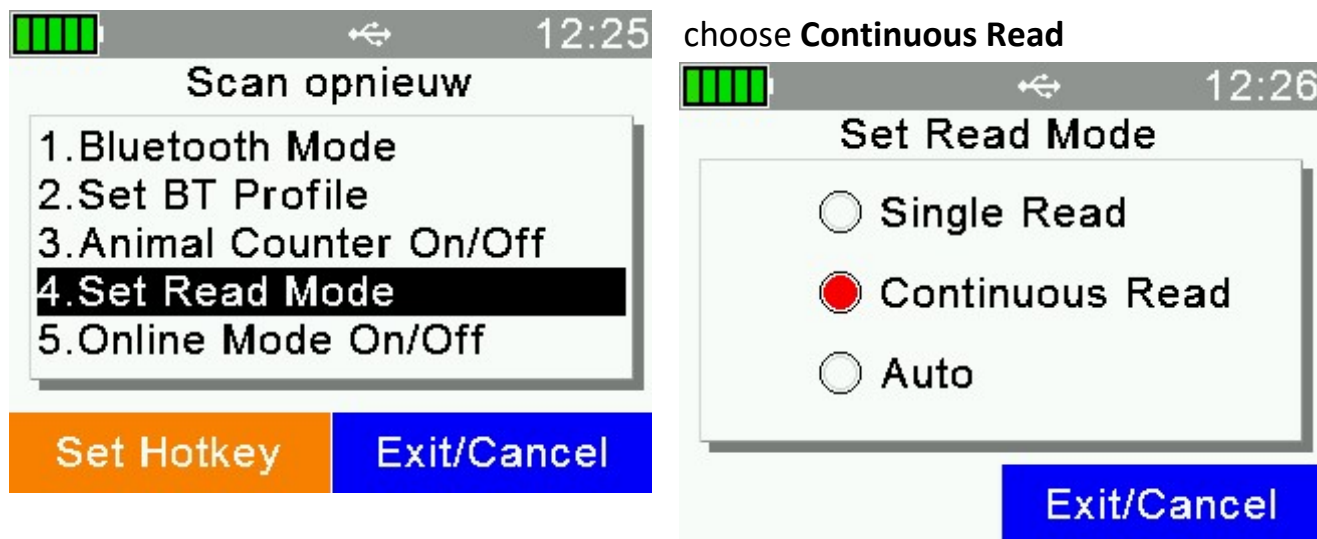 12:25
Scan opnieuw
1.Bluetooth Mode
2.Set BT Profile
3.Animal Counter On/Off
4.Set Read Mode
5.Online Mode On/Off
Set Hotkey
Exit/Cancel
choose Continuous Read
12:26
Set Read Mode
Single Read
Continuous Read
Auto
Exit/Cancel